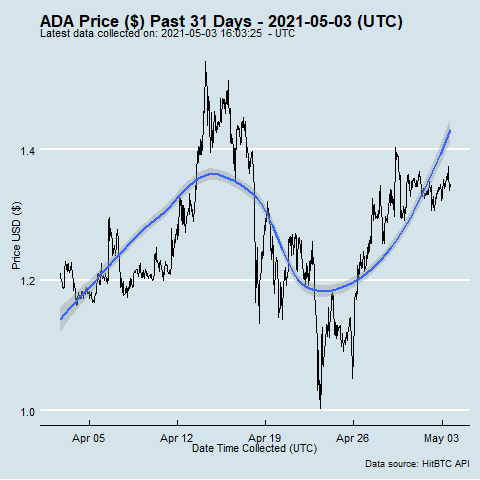 ADA Price ($) Past 31 Days - 2021-05-03 (UTC)
Latest data collected on: 2021-05-03 16:03:25 - UTC
Price USD ($)
1.4
1.2
1.0
Apr 05
Apr 12
Apr 19
Apr 26
May 03
Date Time Collected (UTC)
Data source: HitBTC API